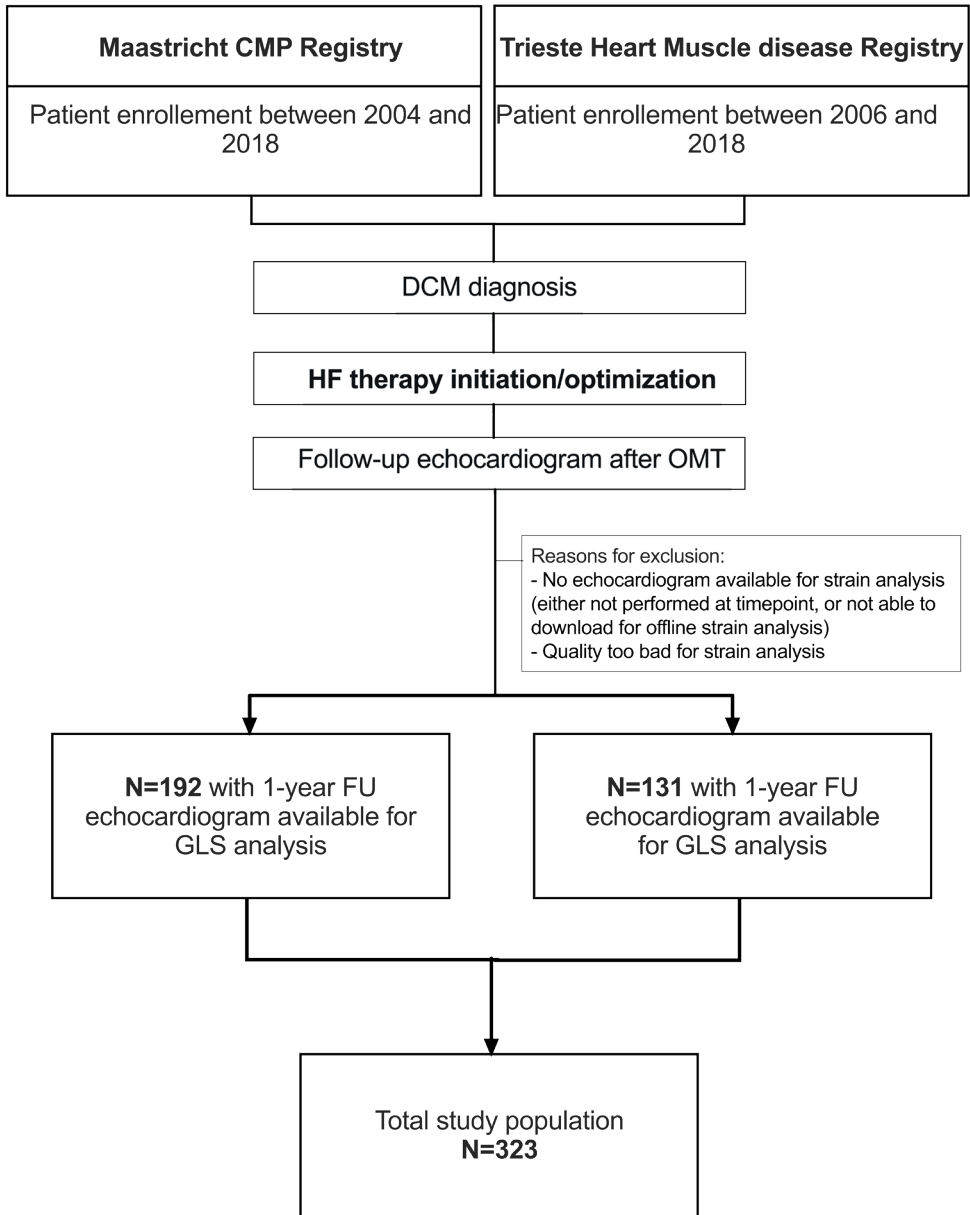 Maastricht CMP Registry
Patient enrollement between 2004 and
2018
Trieste Heart Muscle disease Registry
Patient enrollement between 2006 and
2018
DCM diagnosis
HF therapy initiation/optimization
Follow-up echocardiogram after OMT
Reasons for exclusion:
- No echocardiogram available for strain analysis
(either not performed at timepoint, or not able to
download for offline strain analysis)
- Quality too bad for strain analysis
N=192 with 1-year FU
echocardiogram available for
GLS analysis
N=131 with 1-year FU
echocardiogram available
for GLS analysis
Total study population
N=323